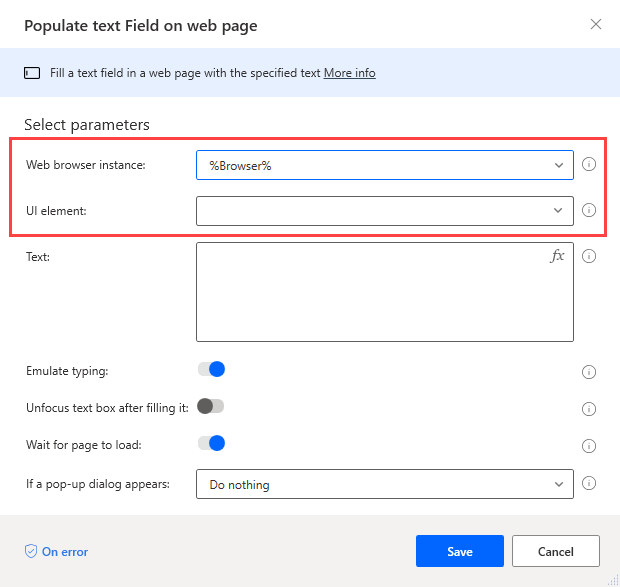 Populate text Field on web page
Fill a text field in a web page with the specified text More info
Select parameters
Web browser instance: %Browser%
UI element:
Text: fx
Emulate typing:
Unfocus text box after filling it:
Wait for page to load:
If a pop-up dialog appears: Do nothing
On error Save Cancel